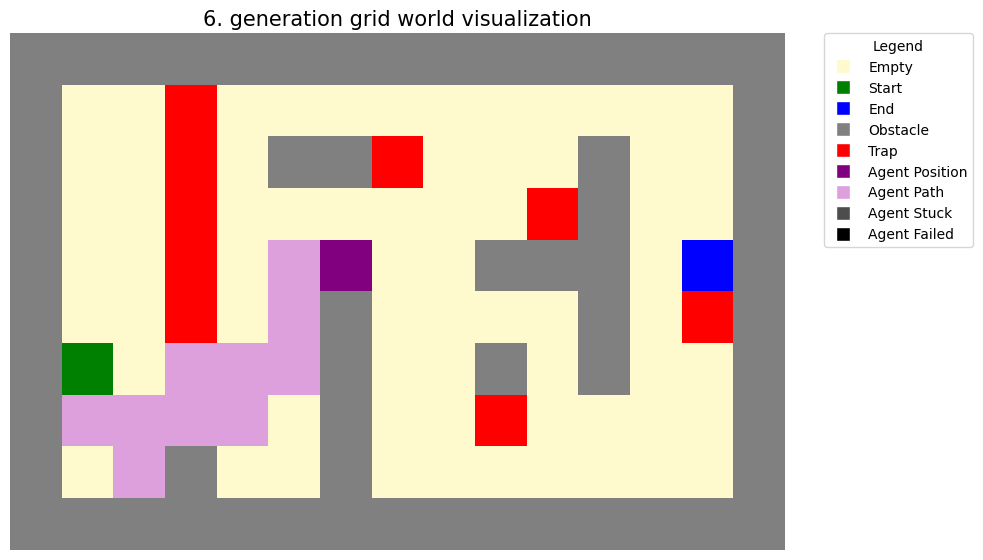 6. generation grid world visualization
Legend
Empty
Start
End
Obstacle
Trap
Agent Position
Agent Path
Agent Stuck
Agent Failed